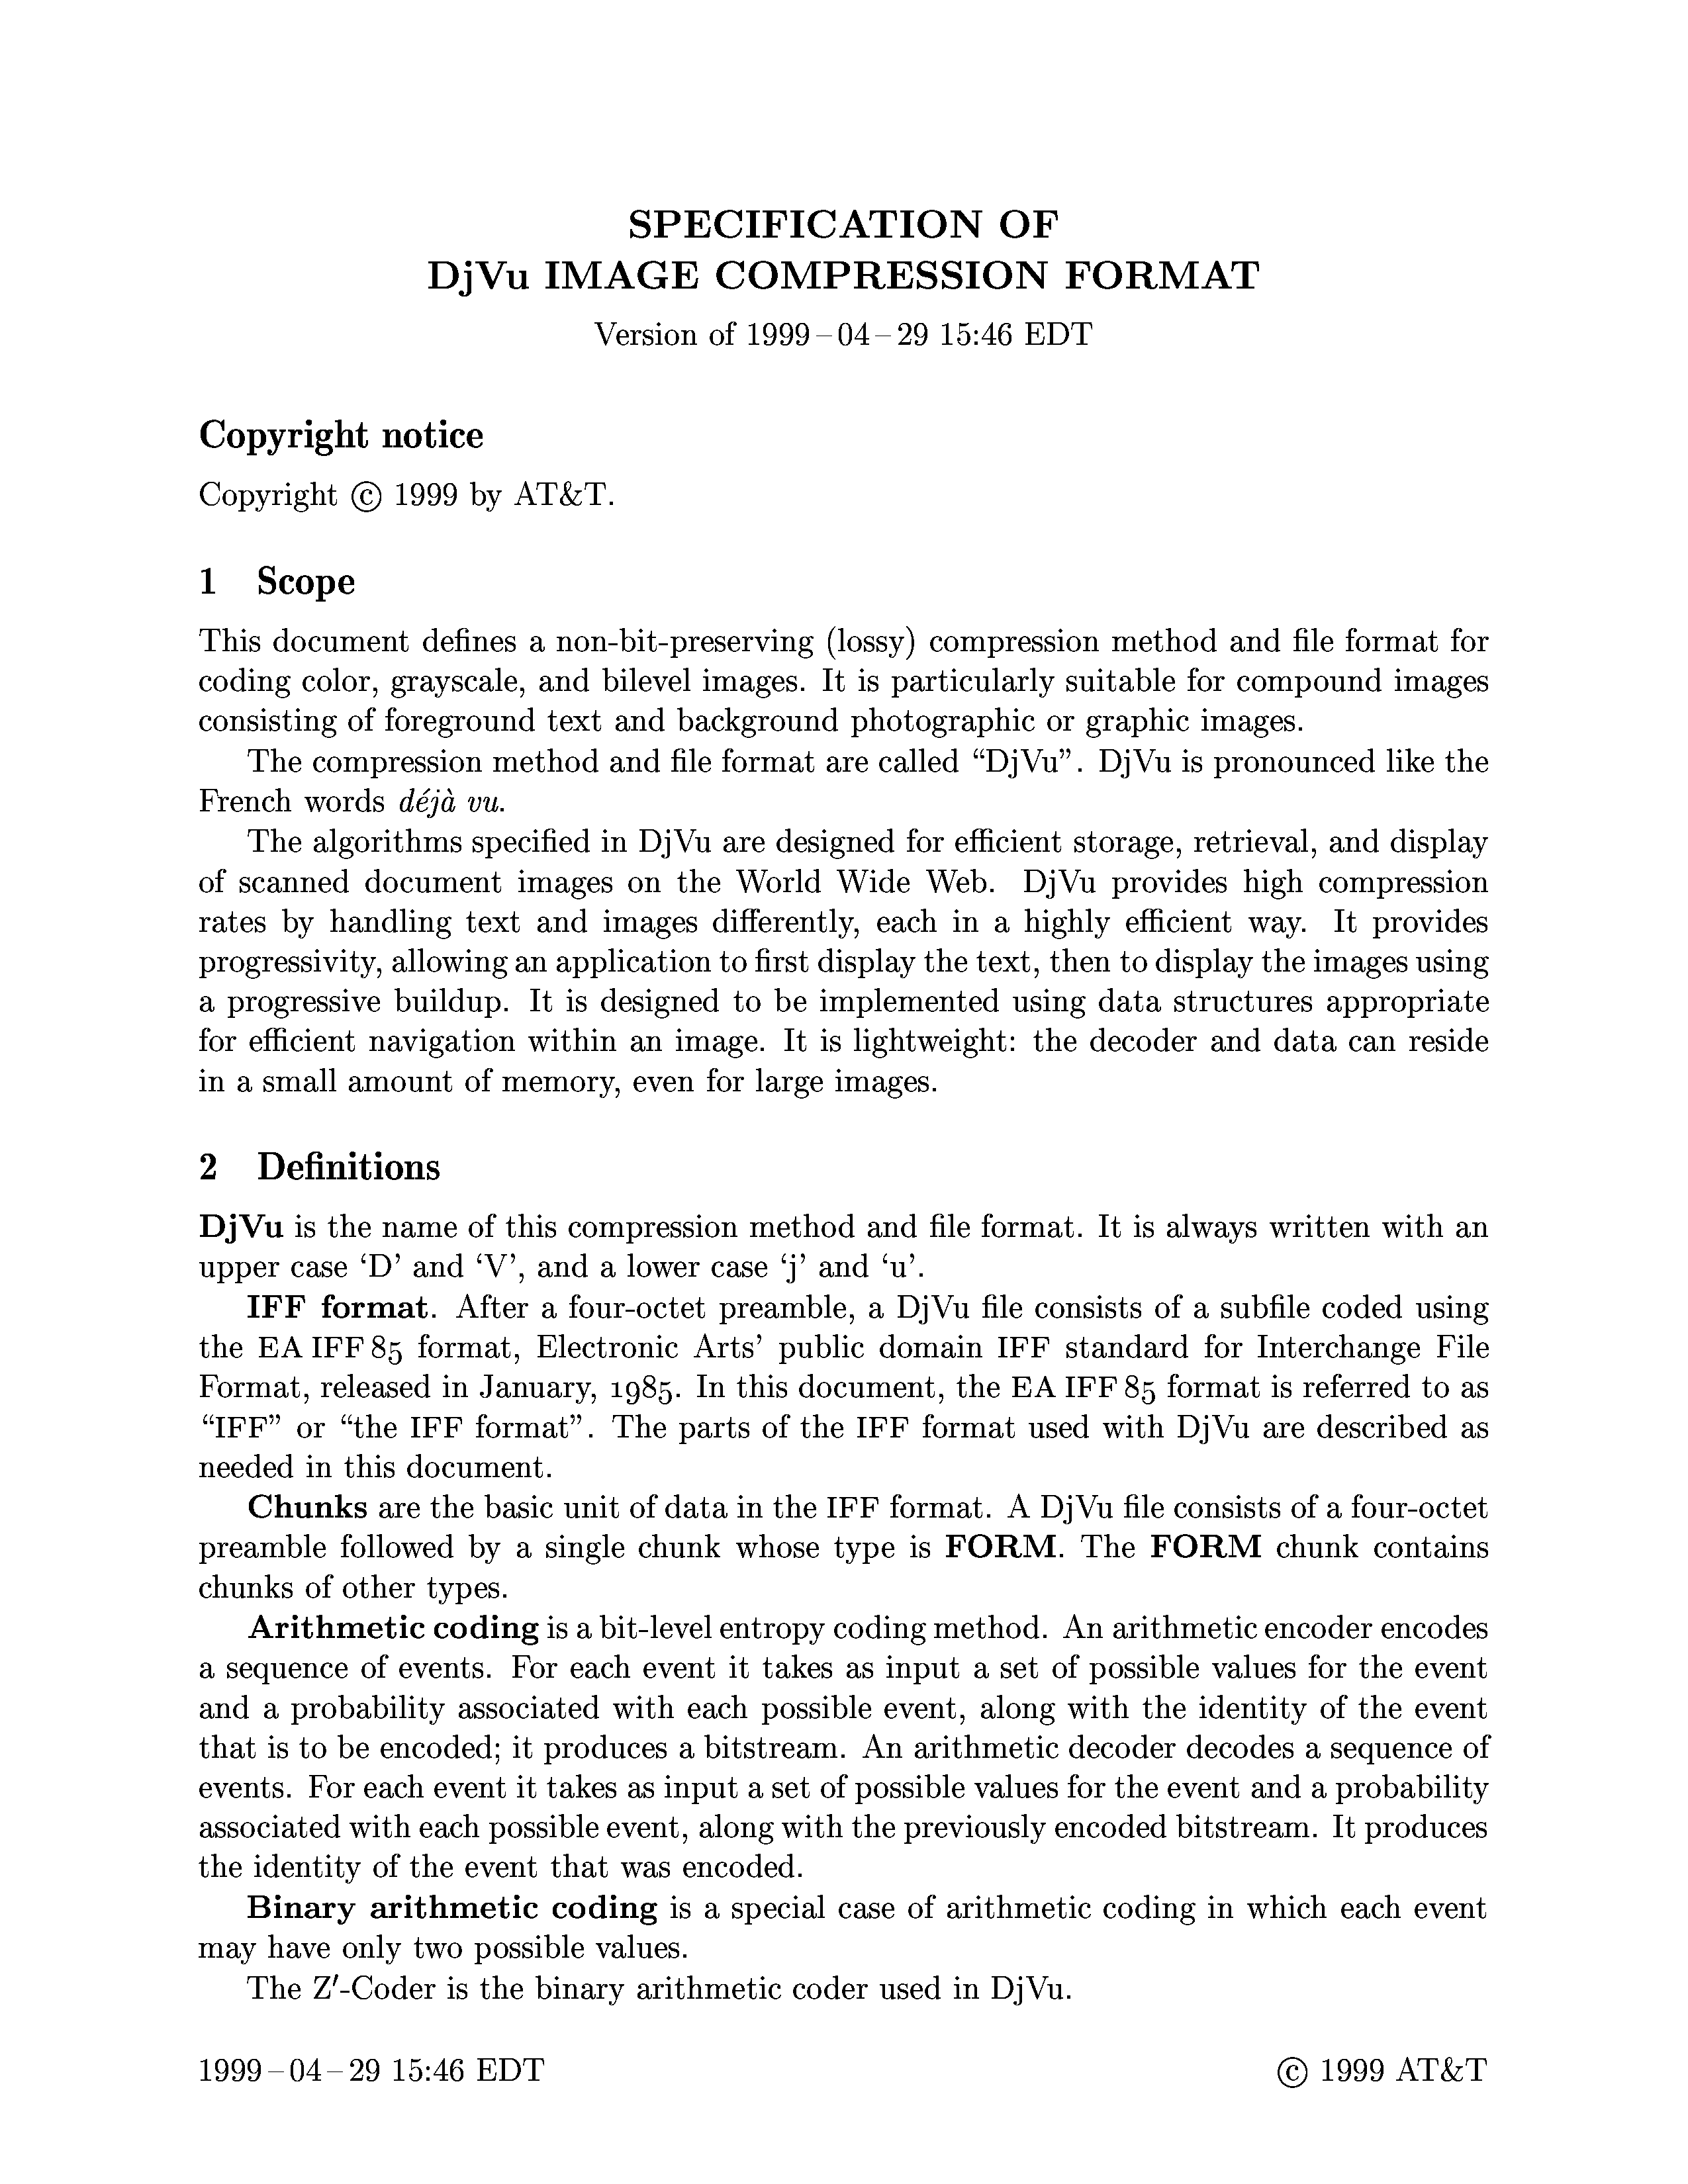 SPECIFICATION OF
DjVu IMAGE COMPRESSION FORMAT
Version of 1999–04–29 15:46 EDT
Copyright notice
Copyright © 1999 by AT&T.
1 Scope
This document defines a non-bit-preserving (lossy) compression method and file format for
coding color, grayscale, and bilevel images. It is particularly suitable for compound images
consisting of foreground text and background photographic or graphic images.
The compression method and file format are called “DjVu”. DjVu is pronounced like the
French words déjà vu.
The algorithms specified in DjVu are designed for efficient storage, retrieval, and display
of scanned document images on the World Wide Web. DjVu provides high compression
rates by handling text and images differently, each in a highly efficient way. It provides
progressivity, allowing an application to first display the text, then to display the images using
a progressive buildup. It is designed to be implemented using data structures appropriate
for efficient navigation within an image. It is lightweight: the decoder and data can reside
in a small amount of memory, even for large images.
2 Definitions
DjVu is the name of this compression method and file format. It is always written with an
upper case ‘D’ and ‘V’, and a lower case ‘j’ and ‘u’.
IFF format. After a four-octet preamble, a DjVu file consists of a subfile coded using
the EA IFF 85 format, Electronic Arts’ public domain IFF standard for Interchange File
Format, released in January, 1985. In this document, the EA IFF 85 format is referred to as
“IFF” or “the IFF format”. The parts of the IFF format used with DjVu are described as
needed in this document.
Chunks are the basic unit of data in the IFF format. A DjVu file consists of a four-octet
preamble followed by a single chunk whose type is FORM. The FORM chunk contains
chunks of other types.
Arithmetic coding is a bit-level entropy coding method. An arithmetic encoder encodes
a sequence of events. For each event it takes as input a set of possible values for the event
and a probability associated with each possible event, along with the identity of the event
that is to be encoded; it produces a bitstream. An arithmetic decoder decodes a sequence of
events. For each event it takes as input a set of possible values for the event and a probability
associated with each possible event, along with the previously encoded bitstream. It produces
the identity of the event that was encoded.
Binary arithmetic coding is a special case of arithmetic coding in which each event
may have only two possible values.
The Z′-Coder is the binary arithmetic coder used in DjVu.
1999–04–29 15:46 EDT © 1999 AT&T